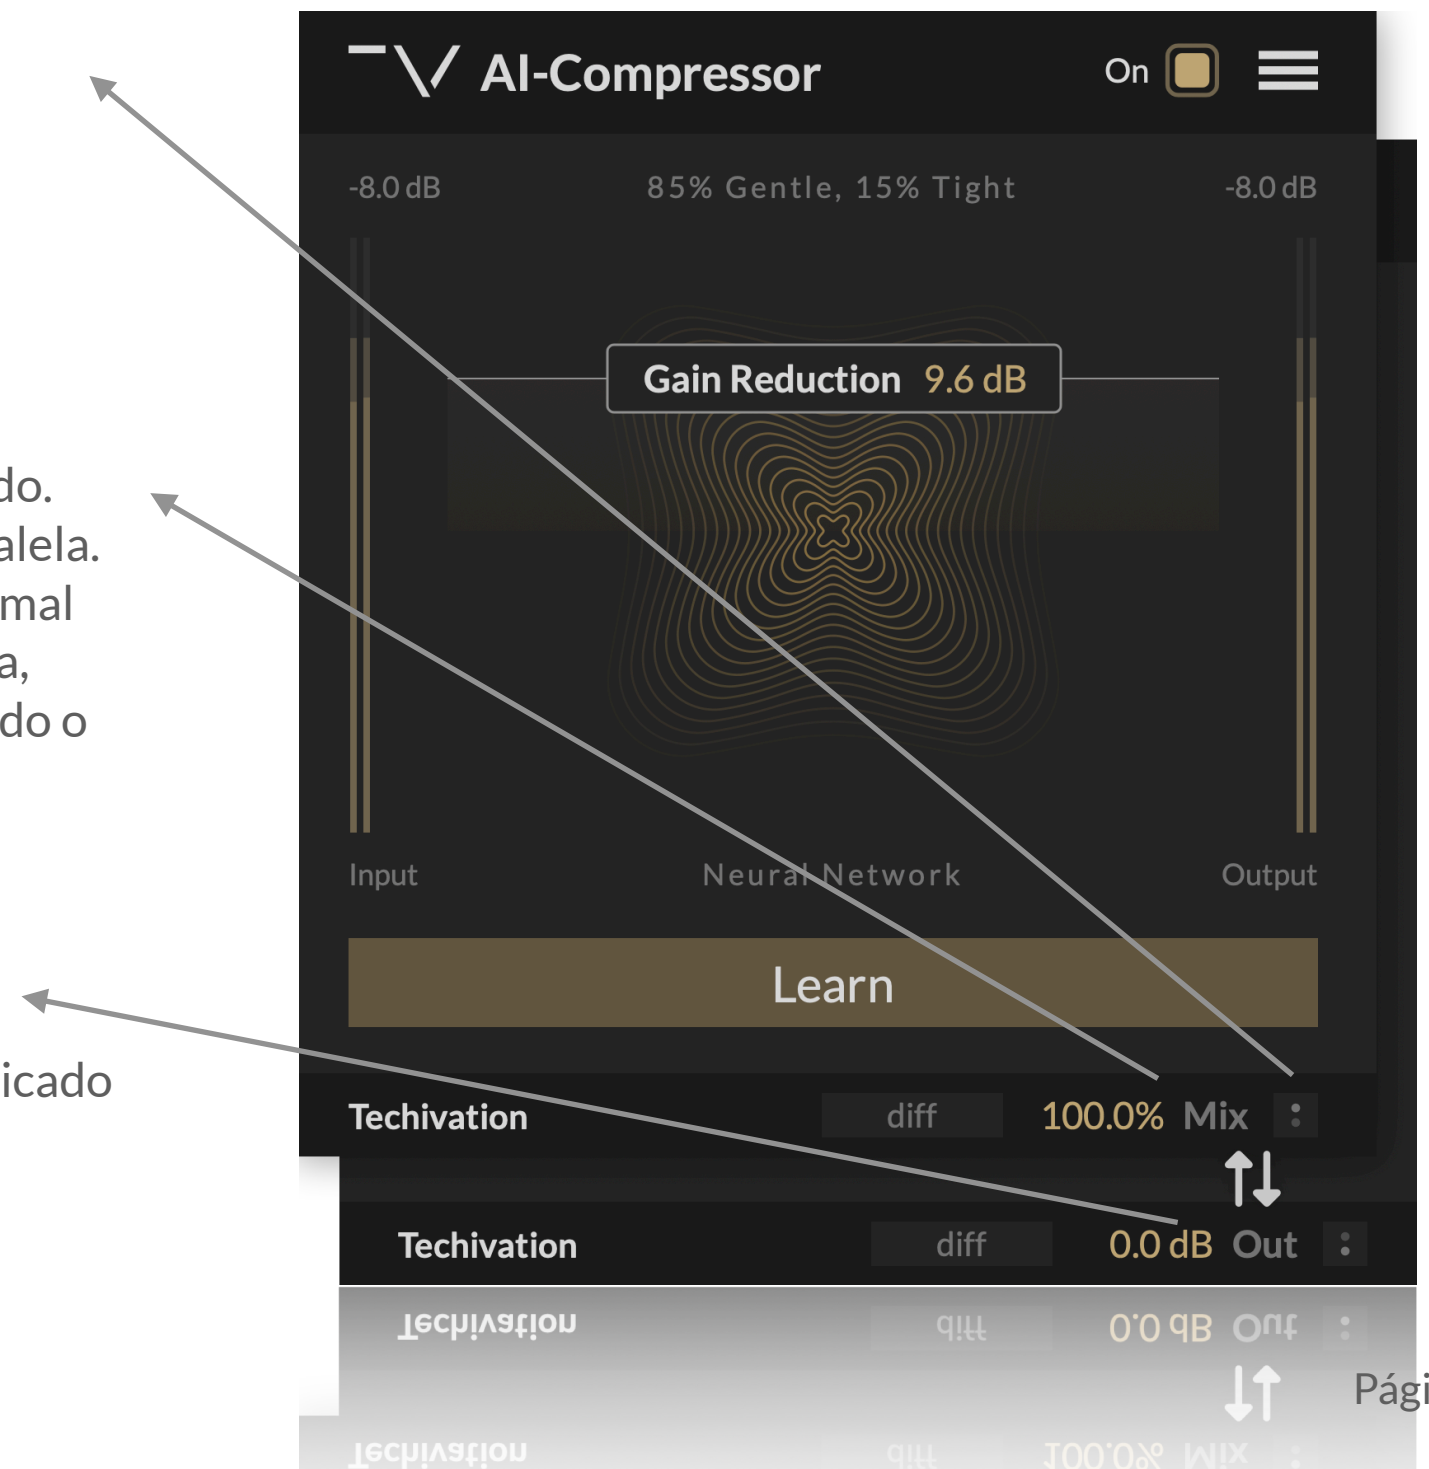 AI-Compressor
On
-8.0 dB
85% Gentle, 15% Tight
-8.0 dB
Gain Reduction 9.6 dB
do.
alela.
mal
a,
do o
Input
Neural Network
Output
Learn
icado
Techivation diff 100.0% Mix
Techivation diff 0.0 dB Out
Techivation diff 0.0 dB Out
Pági
Techivation diff 100.0% Mix